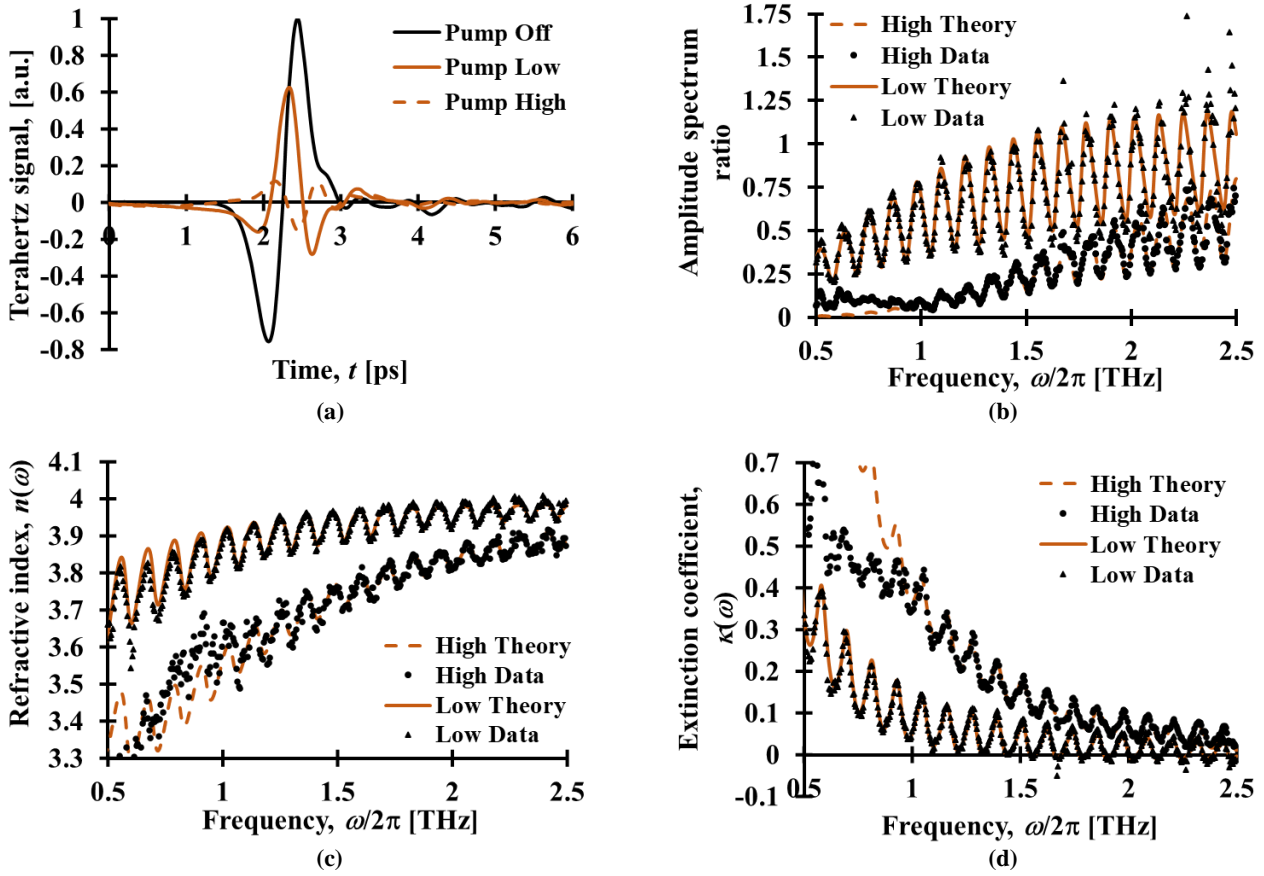 1
0.8
0.6
0.4
0.2
0
-0.2
-0.4
-0.6
-0.8
Terahertz signal, [a.u.]
Pump Off
Pump Low
Pump High
0 1 2 3 4 5 6
Time, t [ps]
(a)
1.75
1.5
1.25
1
0.75
0.5
0.25
0
Amplitude spectrum
ratio
High Theory
High Data
Low Theory
Low Data
0.5 1 1.5 2 2.5
Frequency, ω/2π [THz]
(b)
4.1
4
3.9
3.8
3.7
3.6
3.5
3.4
3.3
Refractive index, n(ω)
High Theory
High Data
Low Theory
Low Data
0.5 1 1.5 2 2.5
Frequency, ω/2π [THz]
(c)
0.7
0.6
0.5
0.4
0.3
0.2
0.1
0
-0.1
Extinction coefficient,
κ(ω)
High Theory
High Data
Low Theory
Low Data
0.5 1 1.5 2 2.5
Frequency, ω/2π [THz]
(d)